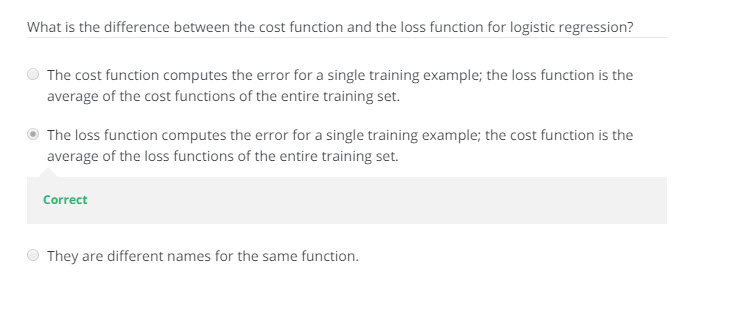 What is the difference between the cost function and the loss function for logistic regression?
The cost function computes the error for a single training example; the loss function is the
average of the cost functions of the entire training set.
The loss function computes the error for a single training example; the cost function is the
average of the loss functions of the entire training set.
Correct
They are different names for the same function.